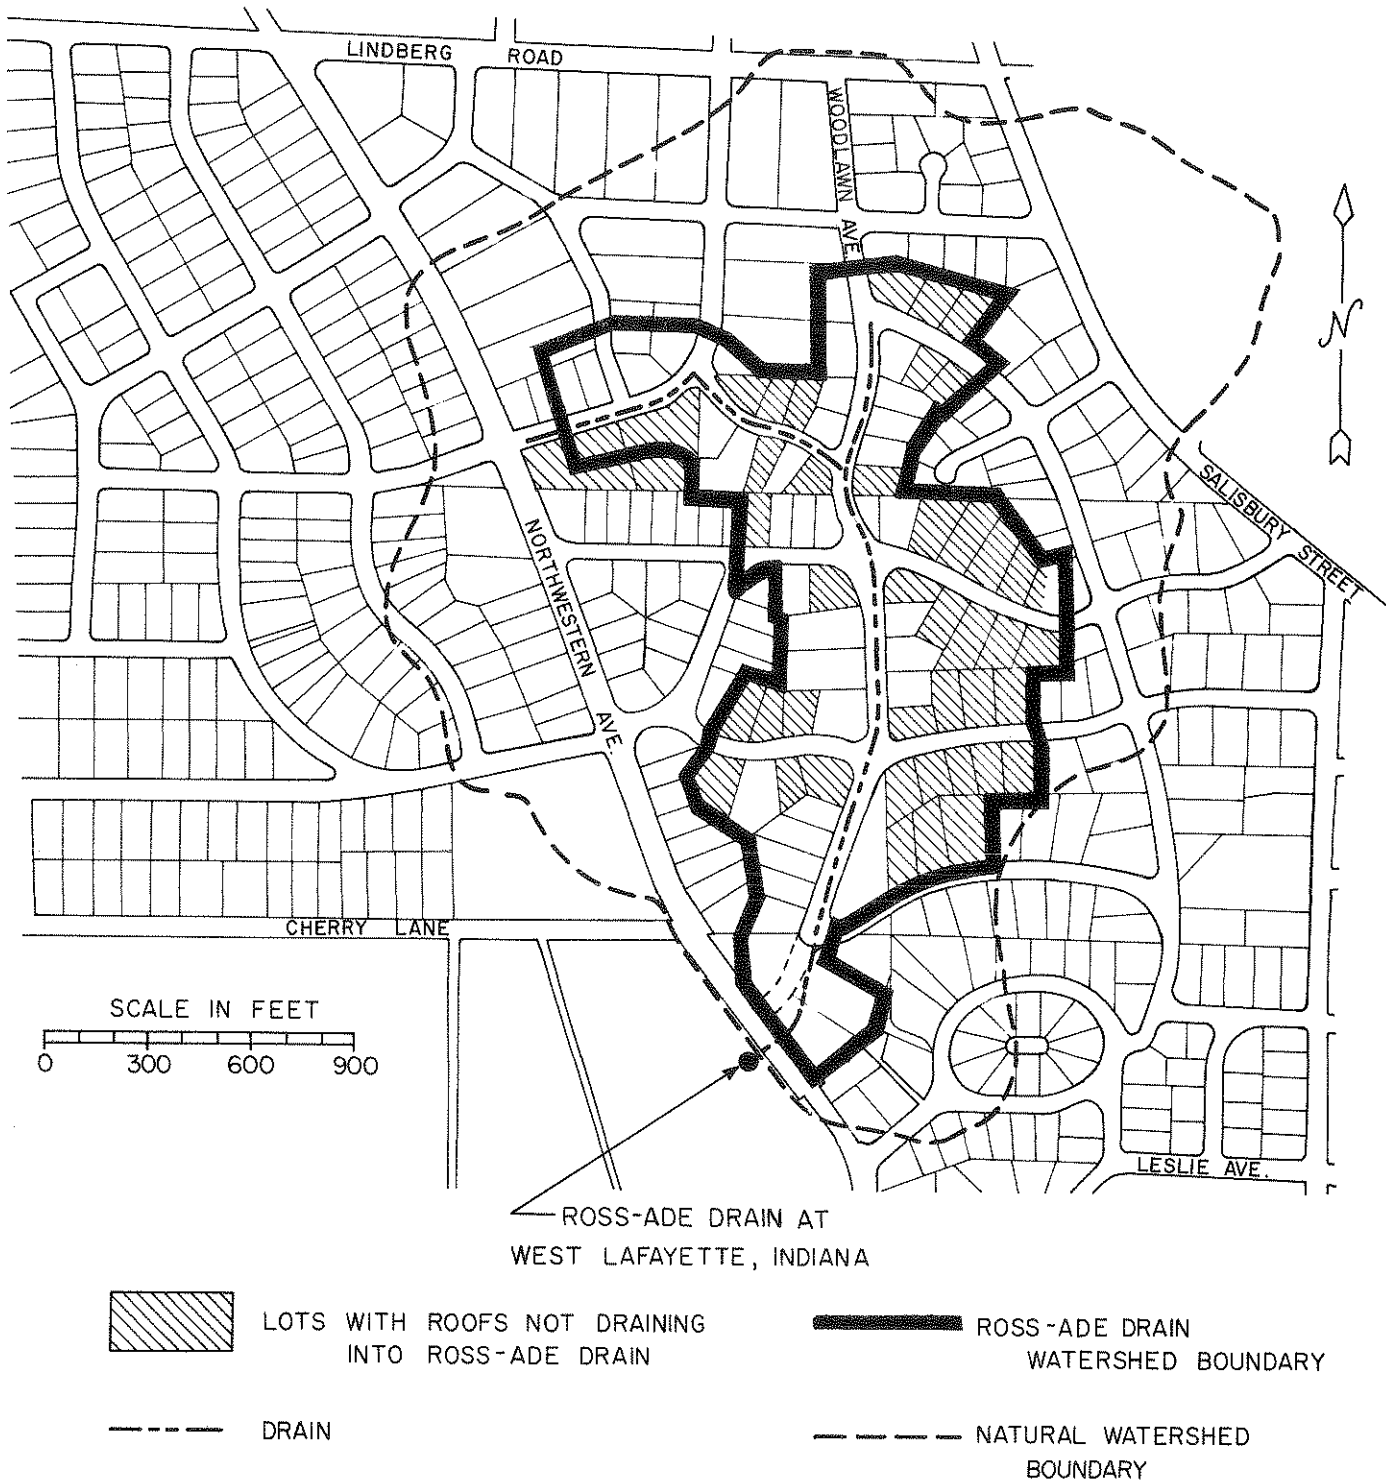 LINDBERG ROAD
WOODLAWN AVE.
N
SALISBURY STREET
NORTHWESTERN AVE.
CHERRY LANE
SCALE IN FEET
0 300 600 900
LESLIE AVE.
ROSS-ADE DRAIN AT
WEST LAFAYETTE, INDIANA
LOTS WITH ROOFS NOT DRAINING
INTO ROSS-ADE DRAIN
ROSS-ADE DRAIN
WATERSHED BOUNDARY
DRAIN
NATURAL WATERSHED
BOUNDARY